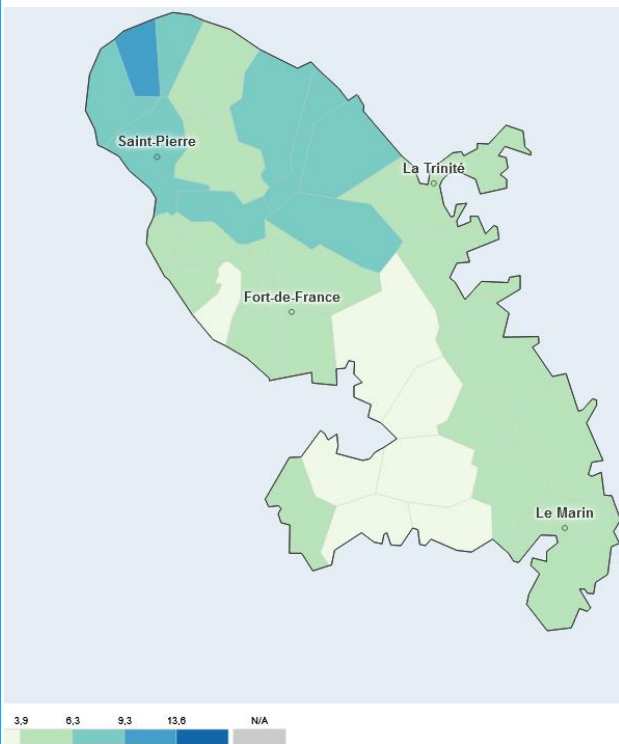 Saint-Pierre
La Trinité
Fort-de-France
Le Marin
3,9 6,3 9,3 13,6 N/A